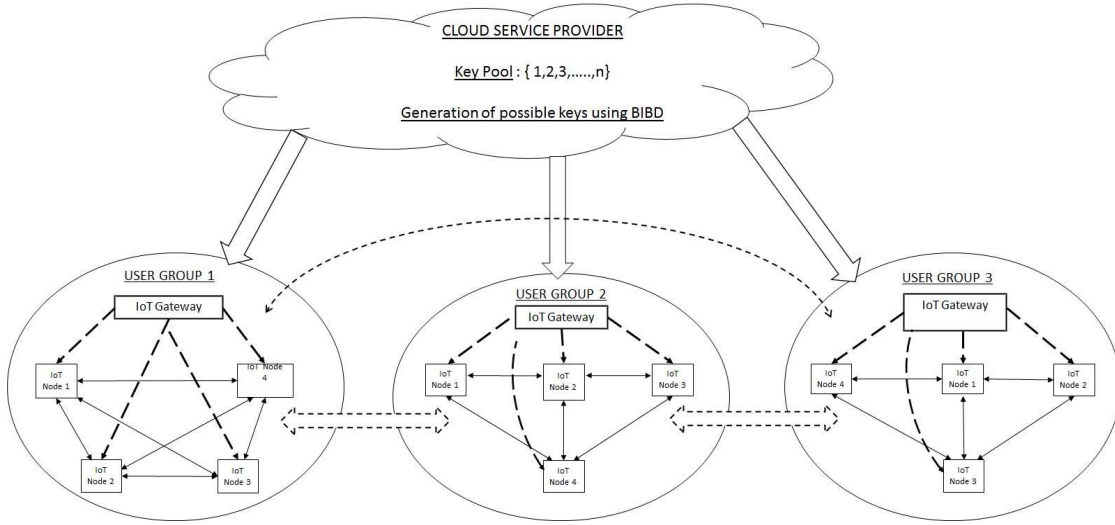 CLOUD SERVICE PROVIDER
Key Pool : { 1,2,3,.....,n}
Generation of possible keys using BIBD
USER GROUP 1
IoT Gateway
IoT
Node 1
IoT Node
4
IoT
Node 2
IoT
Node 3
USER GROUP 2
IoT Gateway
IoT
Node 1
IoT
Node 2
IoT
Node 3
IoT
Node 4
USER GROUP 3
IoT Gateway
IoT
Node 4
IoT
Node 1
IoT
Node 2
IoT
Node 3